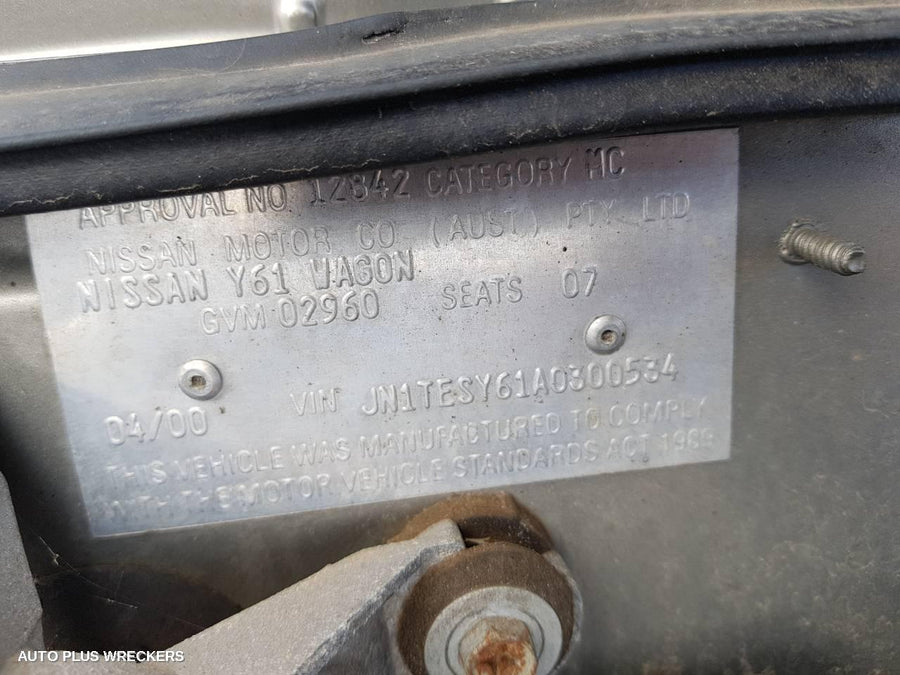 APPROVAL NO 12842 CATEGORY MC
NISSAN MOTOR CO (AUST) PTY LTD
NISSAN Y61 WAGON
GVM 02960 SEATS 07
04/00 VIN JN1TESY61A0300534
THIS VEHICLE WAS MANUFACTURED TO COMPLY
WITH THE MOTOR VEHICLE STANDARDS ACT 1989
AUTO PLUS WRECKERS